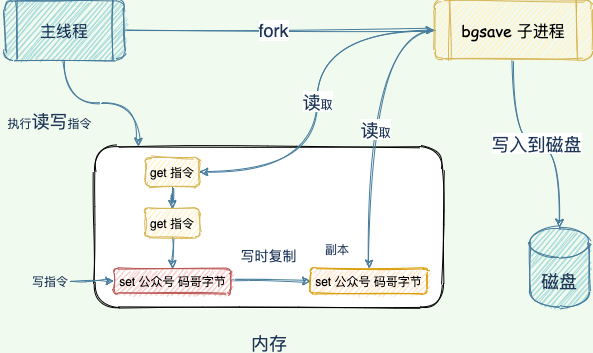 主线程
fork
bgsave 子进程
读取
执行读写指令
读取
写入到磁盘
get 指令
get 指令
写时复制
副本
写指令
set 公众号 码哥字节
set 公众号 码哥字节
磁盘
内存